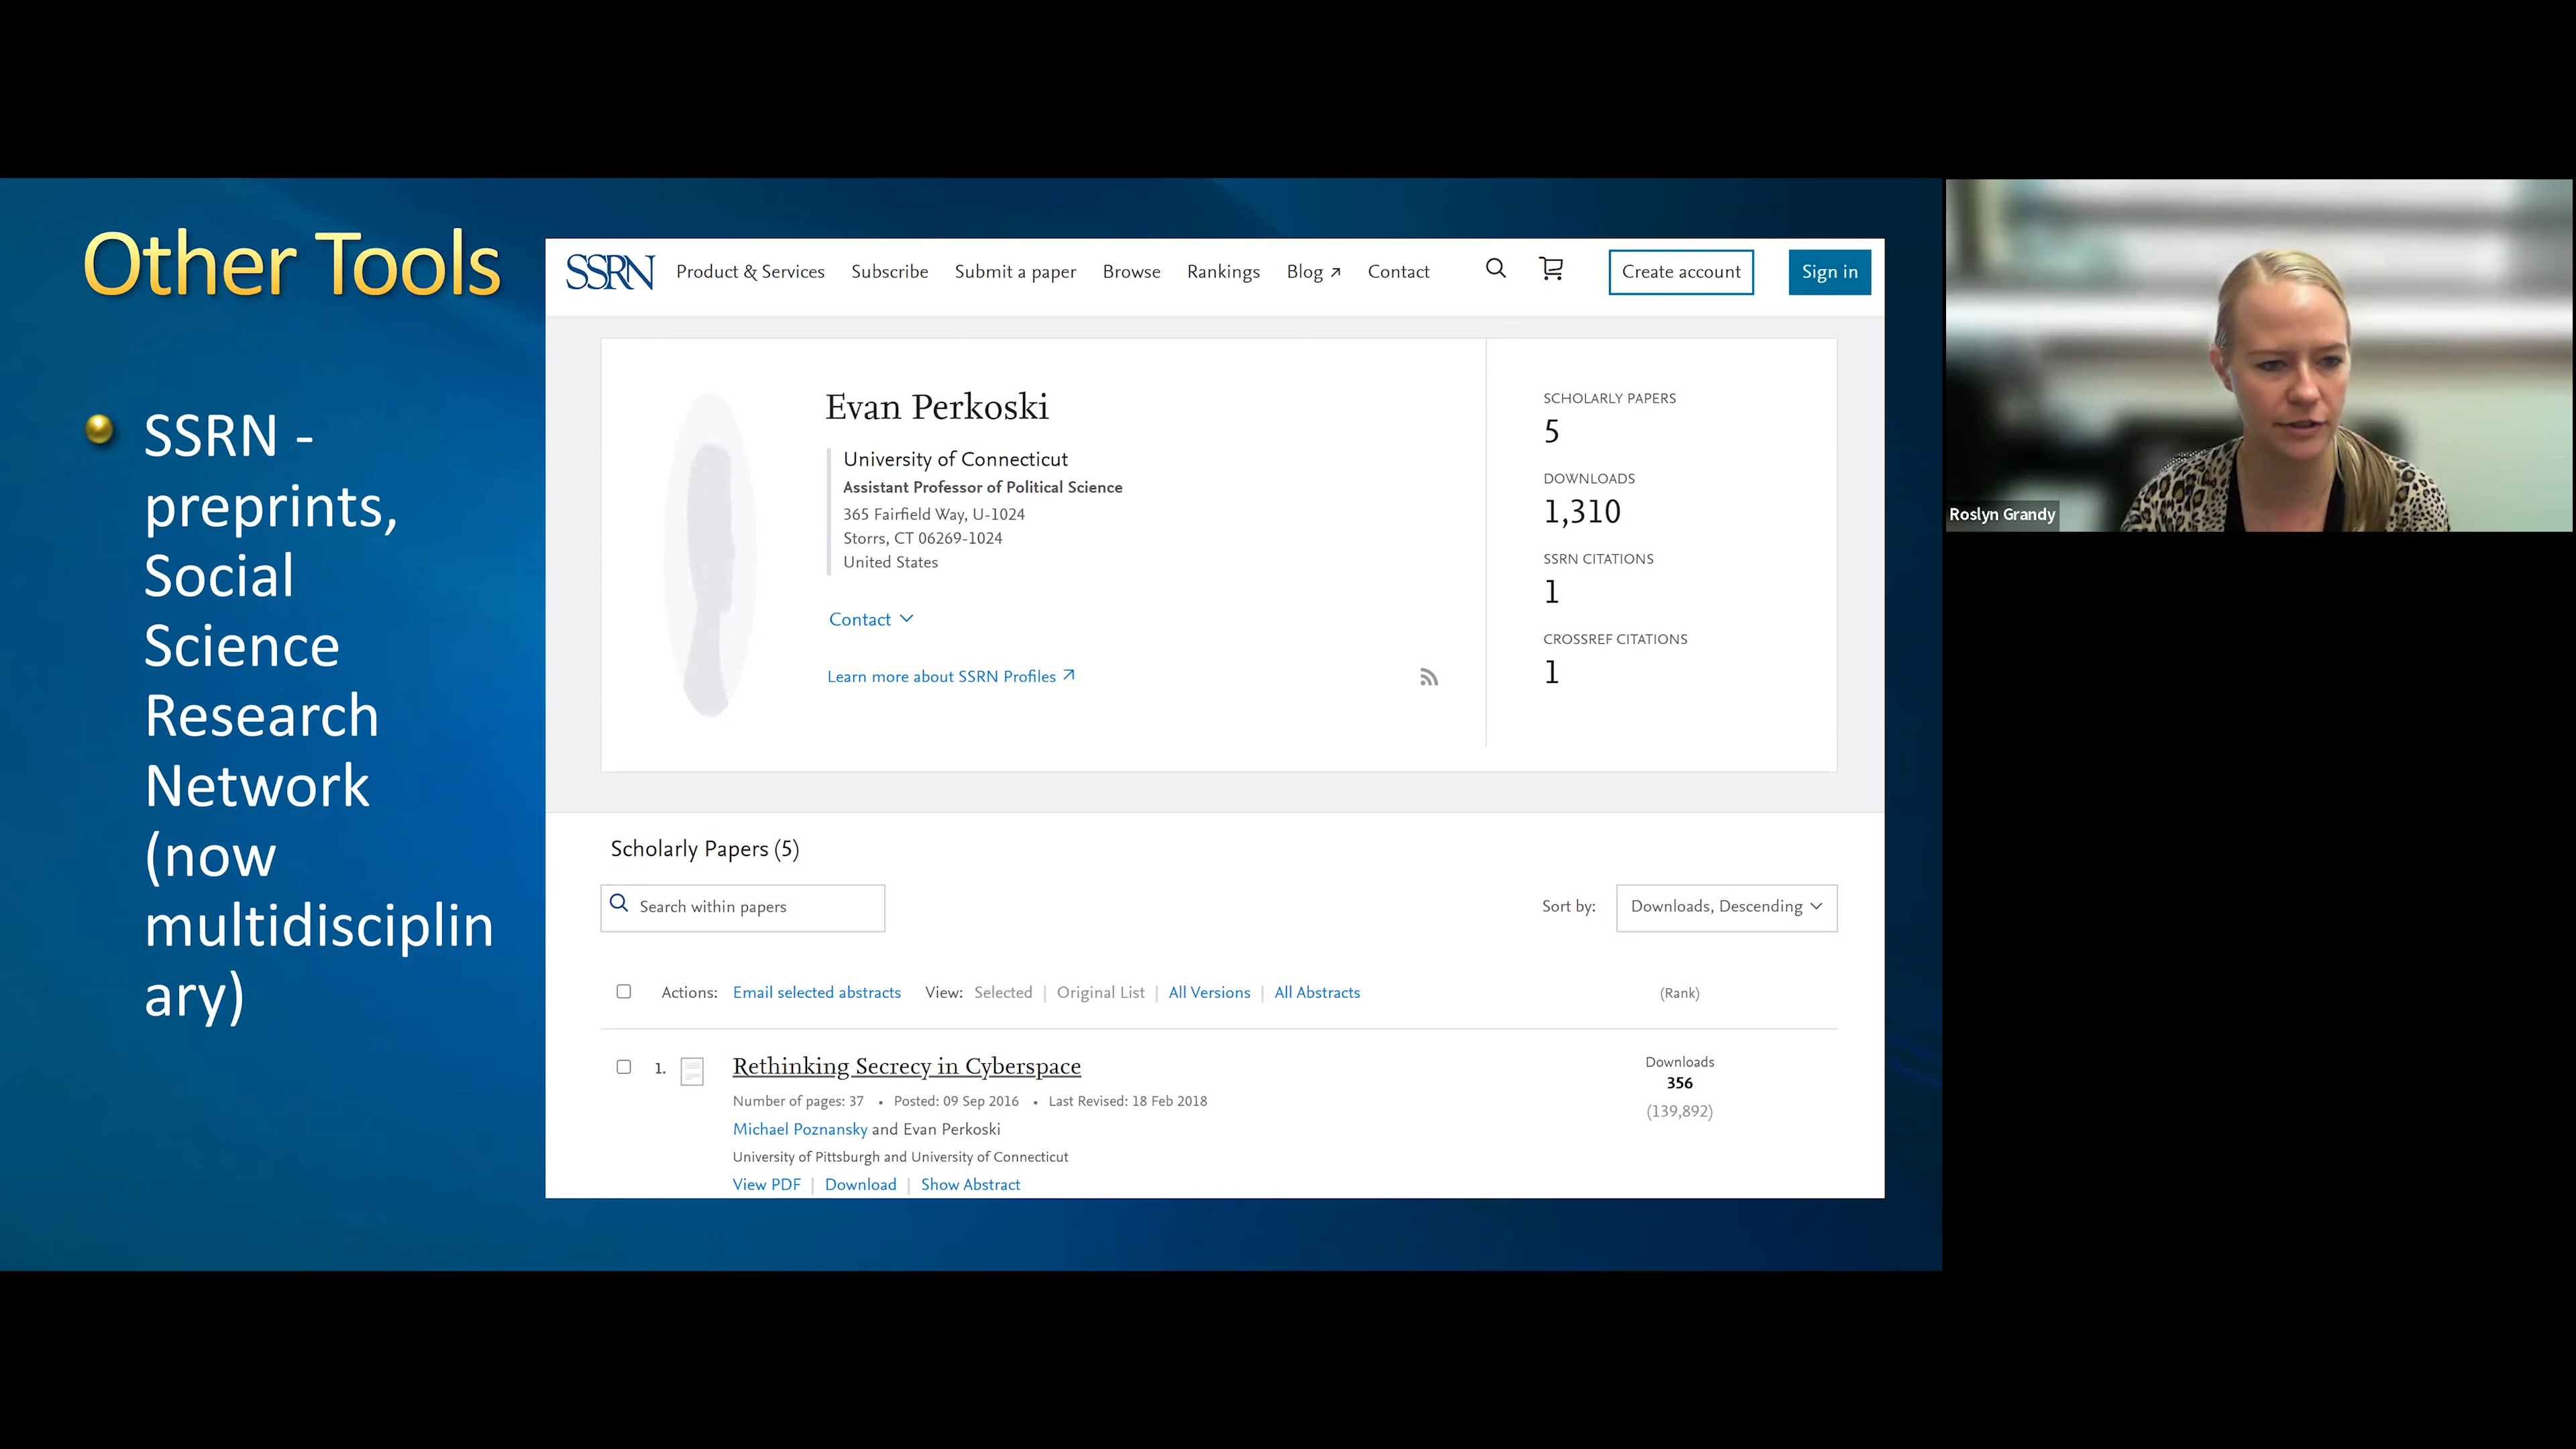 Other Tools
SSRN -
preprints,
Social
Science
Research
Network
(now
multidisciplin
ary)
SSRN Product & Services Subscribe Submit a paper Browse Rankings Blog Contact Create account Sign in
Evan Perkoski
University of Connecticut
Assistant Professor of Political Science
365 Fairfield Way, U-1024
Storrs, CT 06269-1024
United States
Contact
Learn more about SSRN Profiles
SCHOLARLY PAPERS
5
DOWNLOADS
1,310
SSRN CITATIONS
1
CROSSREF CITATIONS
1
Scholarly Papers (5)
Search within papers
Sort by: Downloads, Descending
Actions: Email selected abstracts View: Selected | Original List | All Versions | All Abstracts (Rank)
1. Rethinking Secrecy in Cyberspace
Number of pages: 37 • Posted: 09 Sep 2016 • Last Revised: 18 Feb 2018
Michael Poznansky and Evan Perkoski
University of Pittsburgh and University of Connecticut
View PDF | Download | Show Abstract
Downloads
356
(139,892)
Roslyn Grandy